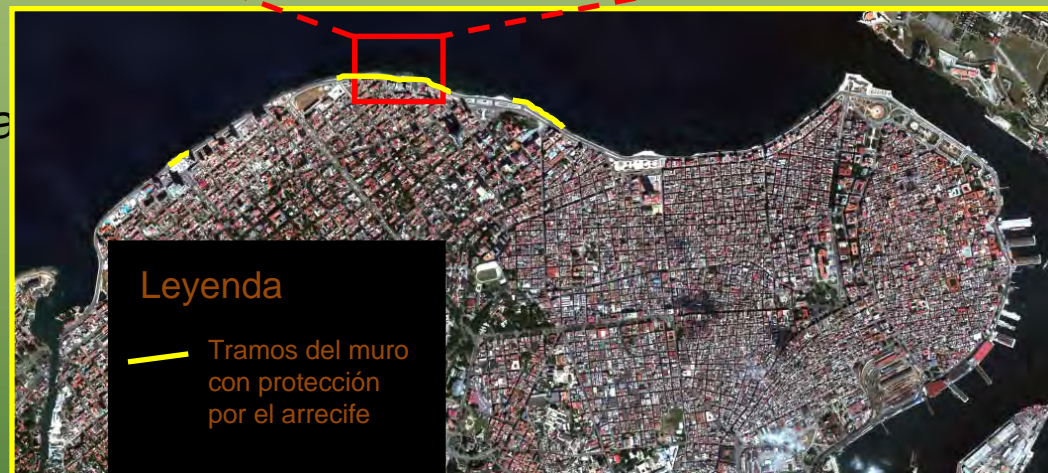 Leyenda
Tramos del muro
con protección
por el arrecife